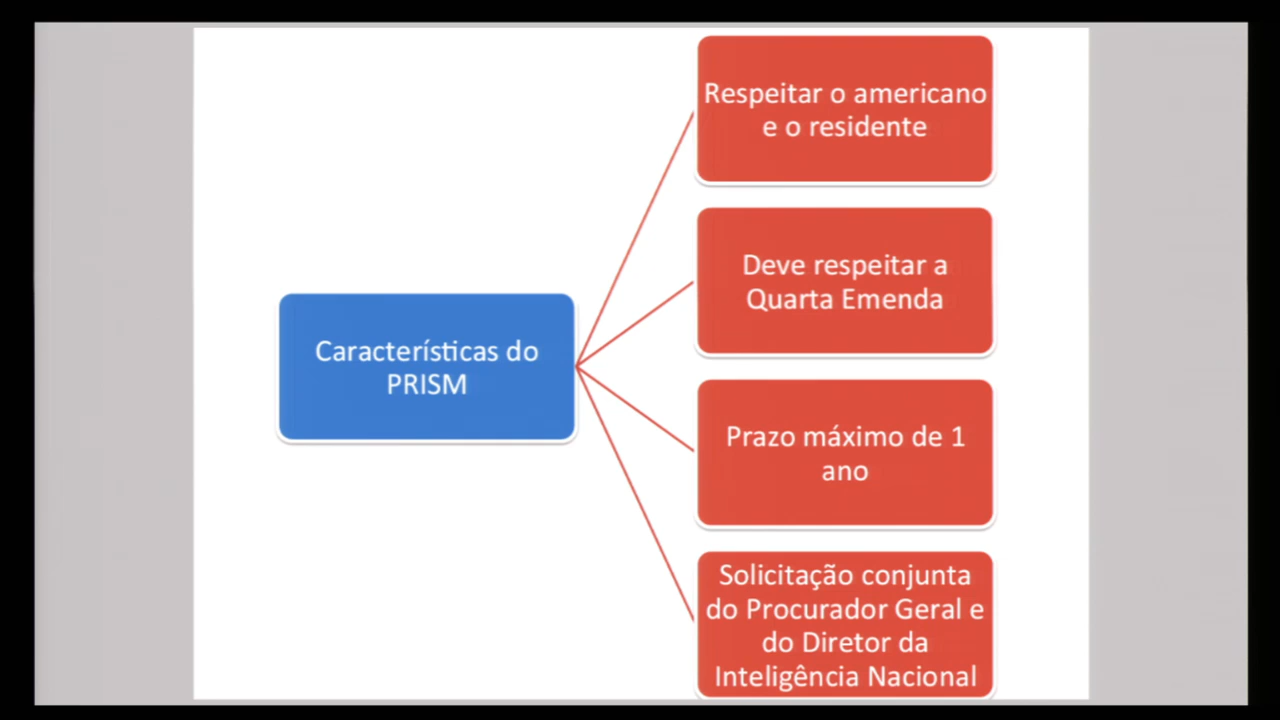 Respeitar o americano
e o residente
Deve respeitar a
Quarta Emenda
Características do
PRISM
Prazo máximo de 1
ano
Solicitação conjunta
do Procurador Geral e
do Diretor da
Inteligência Nacional